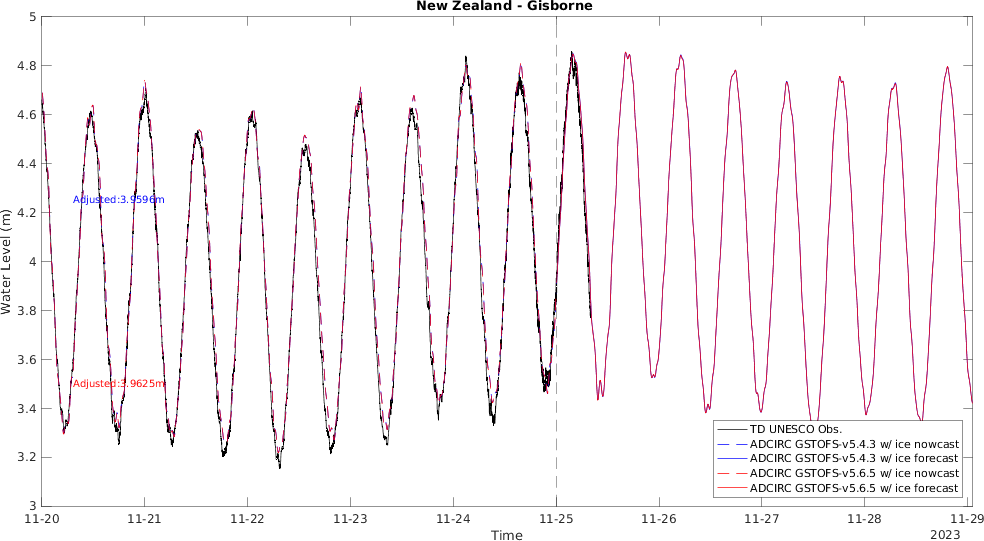 New Zealand - Gisborne
Water Level (m)
5
4.8
4.6
4.4
4.2
4
3.8
3.6
3.4
3.2
3
Adjusted:3.9596m
Adjusted:3.9625m
TD UNESCO Obs.
ADCIRC GSTOFS-v5.4.3 w/ ice nowcast
ADCIRC GSTOFS-v5.4.3 w/ ice forecast
ADCIRC GSTOFS-v5.6.5 w/ ice nowcast
ADCIRC GSTOFS-v5.6.5 w/ ice forecast
11-20 11-21 11-22 11-23 11-24 11-25 11-26 11-27 11-28 11-29
Time
2023